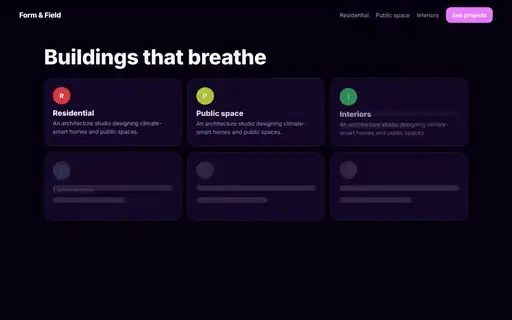 Form & Field
Residential
Public space
Interiors
See projects
Buildings that breathe
R
Residential
An architecture studio designing climate-
smart homes and public spaces.
P
Public space
An architecture studio designing climate-
smart homes and public spaces.
I
Interiors
An architecture studio designing climate-
smart homes and public spaces.